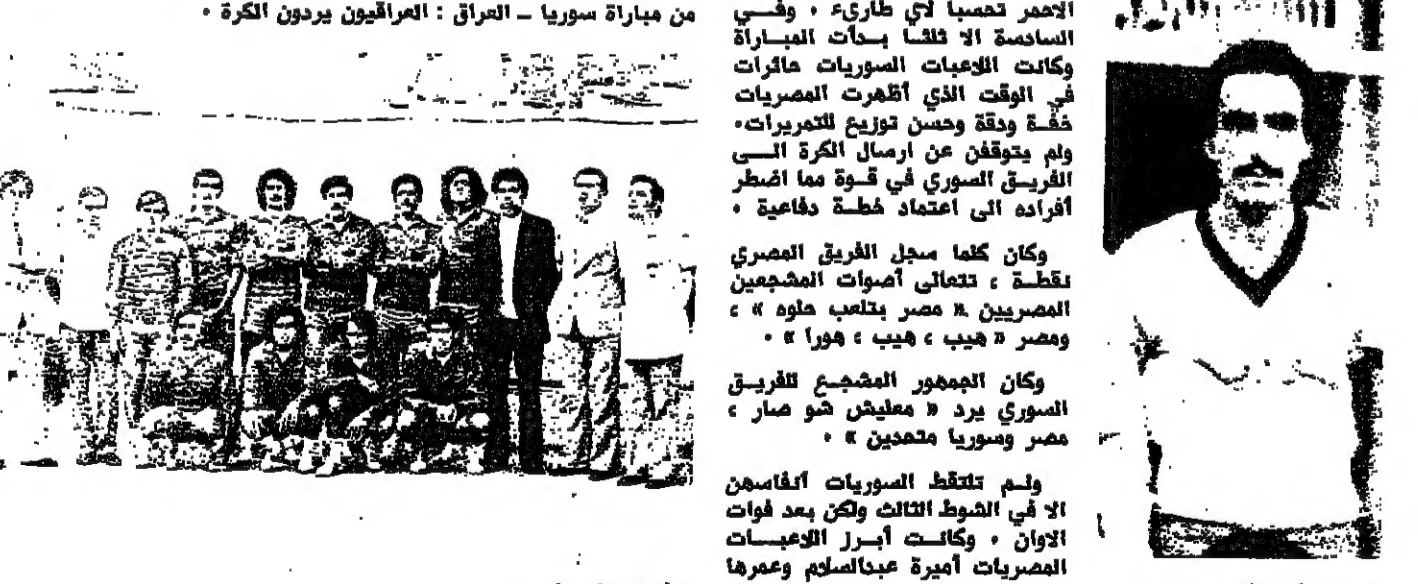 من مباراة سوريا – العراق : العراقيون يردون الكرة .
الاحمر تحسبا لاي طارىء . وفي
السادسة الا ثلثا بدأت المباراة
وكانت اللاعبات السوريات حائرات
في الوقت الذي أظهرت المصريات
خفة ودقة وحسن توزيع للتمريرات.
ولم يتوقفن عن ارسال الكرة الى
الفريق السوري في قوة مما اضطر
أفراده الى اعتماد خطة دفاعية .
وكان كلما سجل الفريق المصري
نقطة ، تتعالى أصوات المشجعين
المصريين « مصر بتلعب حلوه » ،
ومصر « هيب ، هيب ، هورا » .
وكان الجمهور المشجع للفريق
السوري يرد « معليش شو صار ،
مصر وسوريا متحدين » .
ولم تلتقط السوريات أنفاسهن
الا في الشوط الثالث ولكن بعد فوات
الاوان . وكانت أبرز اللاعبات
المصريات أميرة عبدالسلام وعمرها